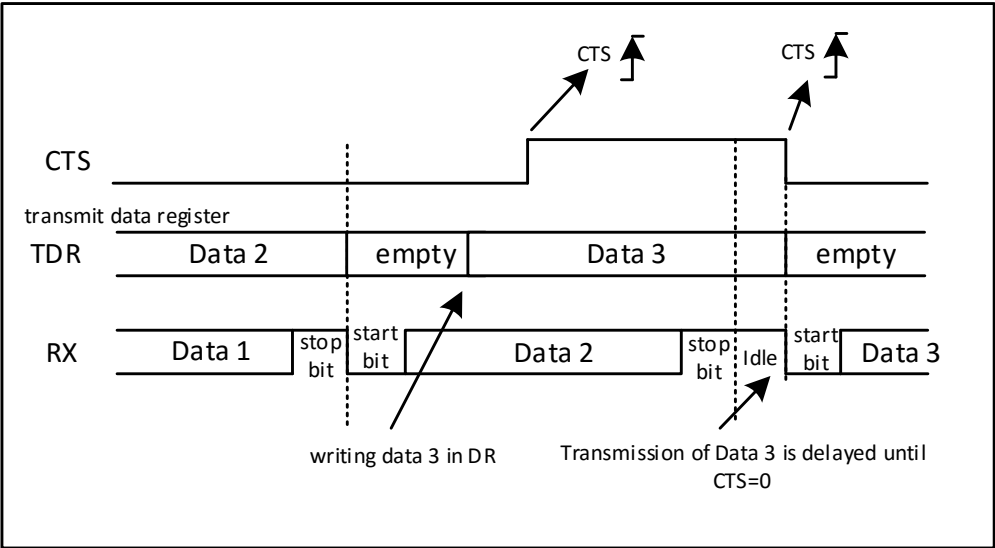 CTS
CTS
CTS
transmit data register
TDR
Data 2
empty
Data 3
empty
RX
Data 1
stop
bit
start
bit
Data 2
stop
bit
Idle
start
bit
Data 3
writing data 3 in DR
Transmission of Data 3 is delayed until
CTS=0